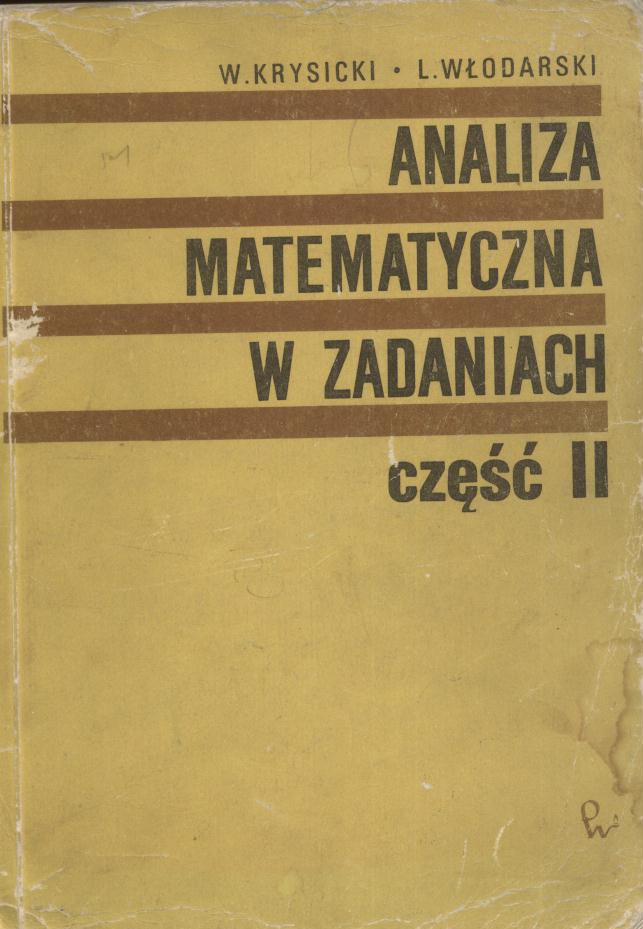 W. KRYSICKI • L. WŁODARSKI
ANALIZA
MATEMATYCZNA
W ZADANIACH
część II